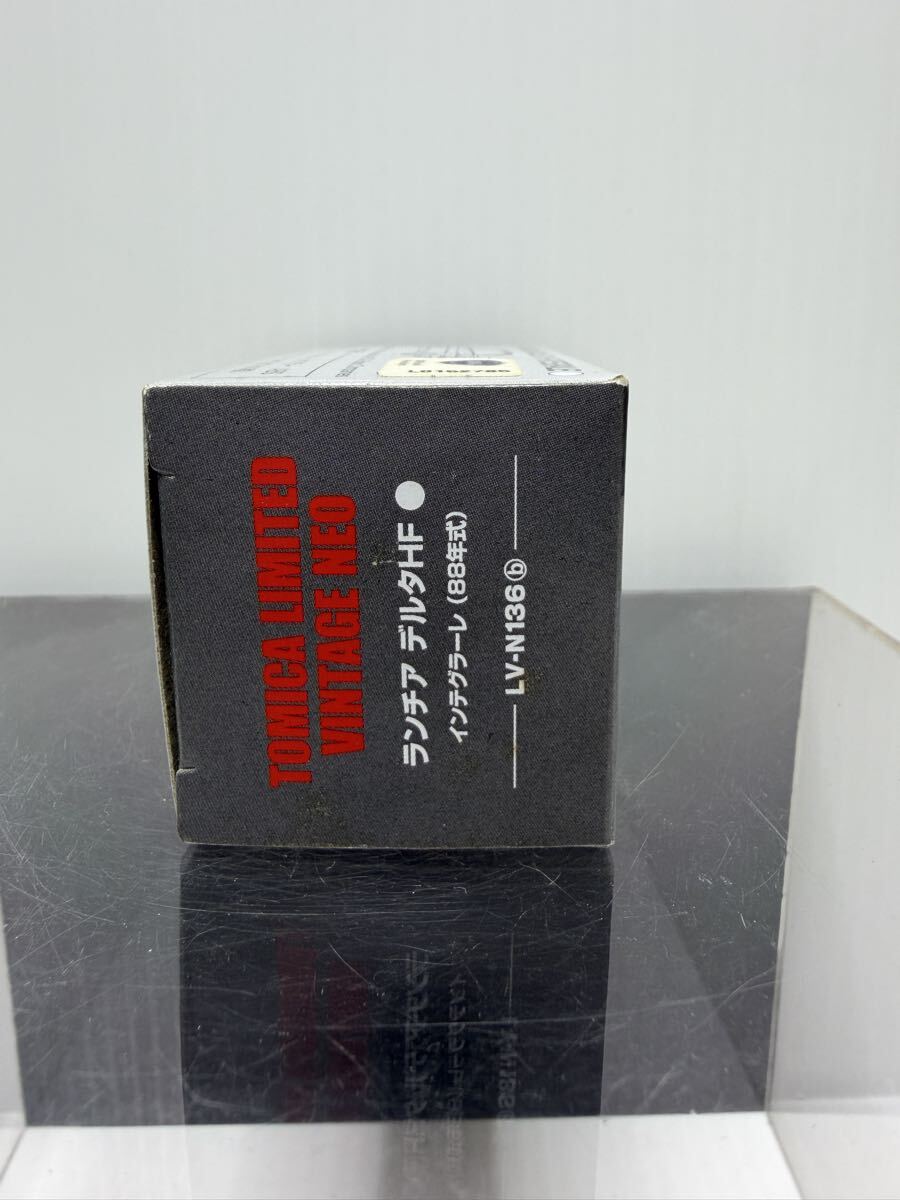 TOMICA LIMITED
VINTAGE NEO
ランチア デルタHF
インテグラーレ (88年式)
LV-N136ⓑ